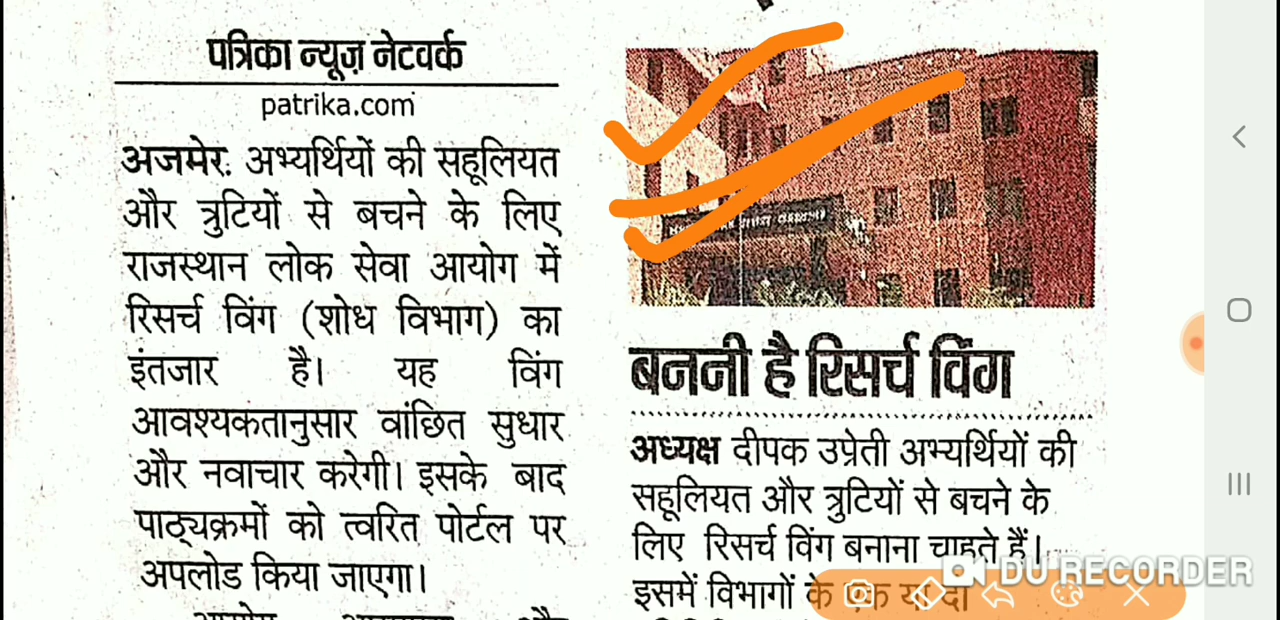 पत्रिका न्यूज़ नेटवर्क
patrika.com
अजमेर. अभ्यर्थियों की सहूलियत
और त्रुटियों से बचने के लिए
राजस्थान लोक सेवा आयोग में
रिसर्च विंग (शोध विभाग) का
इंतजार है। यह विंग
आवश्यकतानुसार वांछित सुधार
और नवाचार करेगी। इसके बाद
पाठ्यक्रमों को त्वरित पोर्टल पर
अपलोड किया जाएगा।
बननी है रिसर्च विंग
अध्यक्ष दीपक उप्रेती अभ्यर्थियों की
सहूलियत और त्रुटियों से बचने के
लिए रिसर्च विंग बनाना चाहते हैं।
इसमें विभागों के एक या दो
DU RECORDER